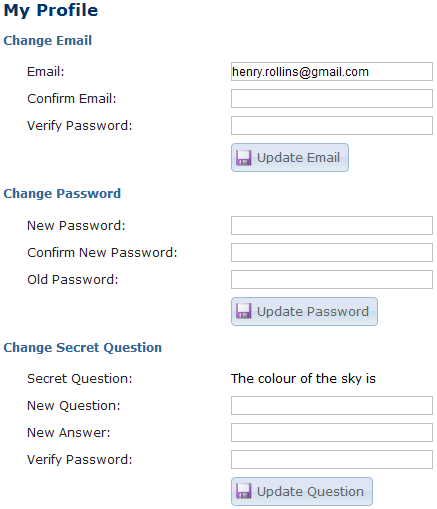 My Profile
Change Email
Email: henry.rollins@gmail.com
Confirm Email:
Verify Password:
Update Email
Change Password
New Password:
Confirm New Password:
Old Password:
Update Password
Change Secret Question
Secret Question: The colour of the sky is
New Question:
New Answer:
Verify Password:
Update Question